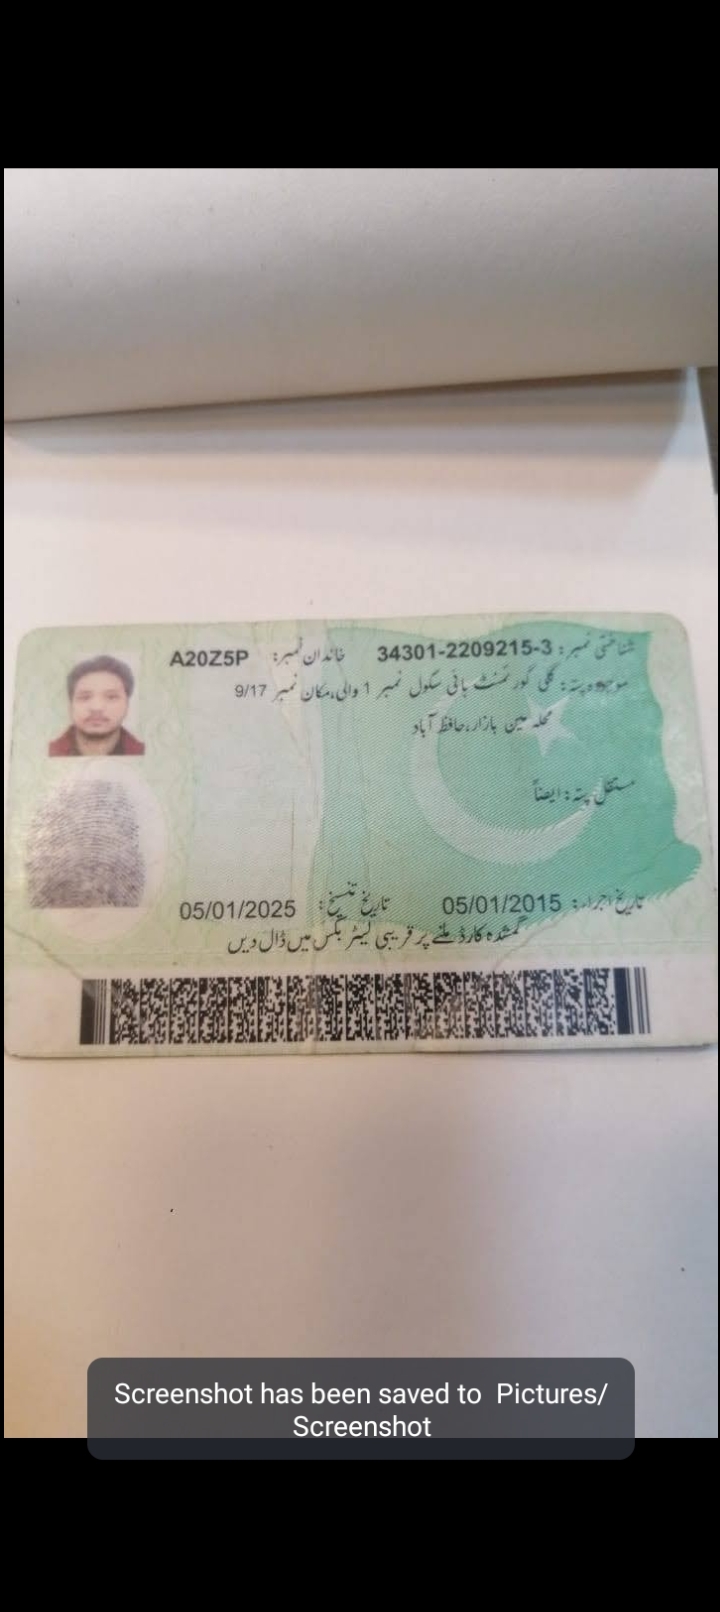 شناختی نمبر: 34301-2209215-3 خاندان نمبر: A20Z5P
موجودہ پتہ: گلی گورنمنٹ ہائی سکول نمبر 1 والی، مکان نمبر 9/17
محلہ مین بازار، حافظ آباد
مستقل پتہ: ایضاً
تاریخ اجراء: 05/01/2015 تاریخ تنسیخ: 05/01/2025
گمشدہ کارڈ ملنے پر قریبی لیٹر بکس میں ڈال دیں
Screenshot has been saved to Pictures/
Screenshot